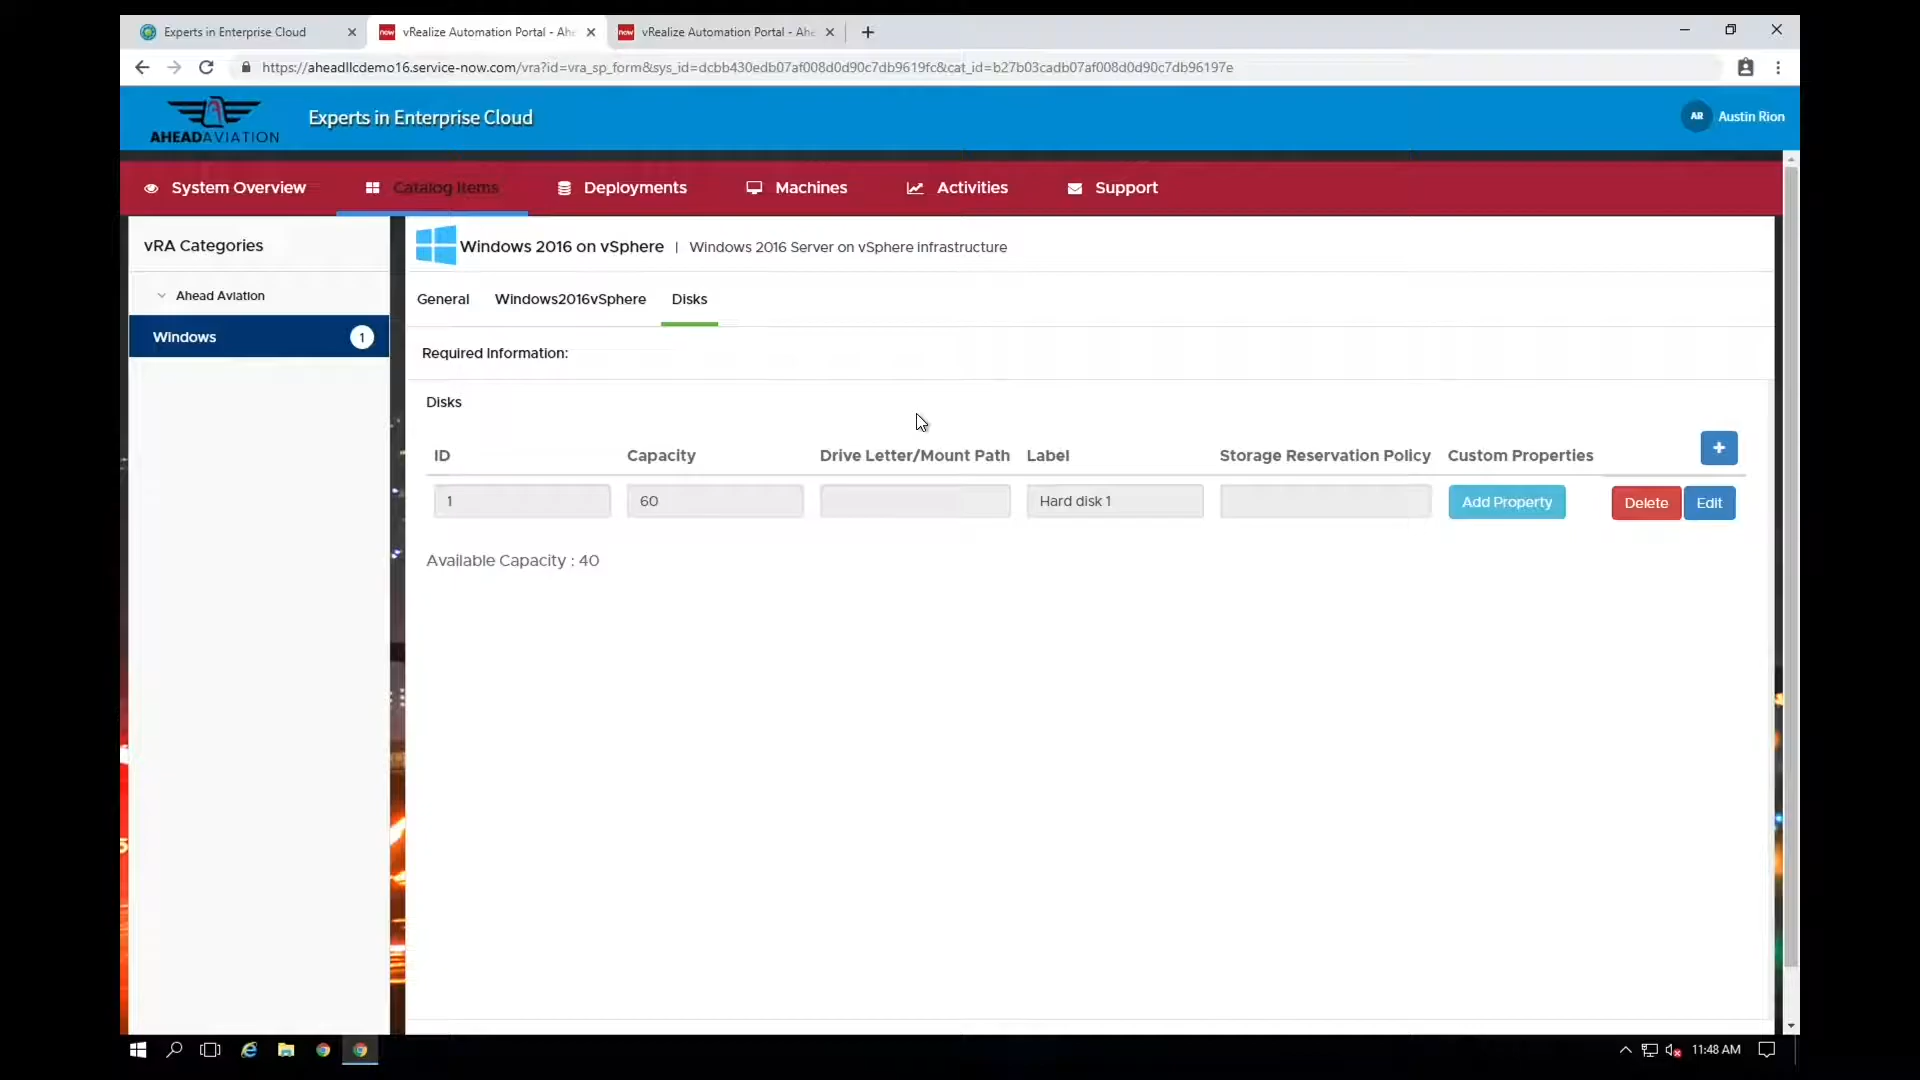 Experts in Enterprise Cloud
now vRealize Automation Portal - Ahe
now vRealize Automation Portal - Ahe
https://aheadllcdemo16.service-now.com/vra?id=vra_sp_form&sys_id=dcbb430edb07af008d0d90c7db9619fc&cat_id=b27b03cadb07af008d0d90c7db96197e
AHEADAVIATION
Experts in Enterprise Cloud
AR Austin Rion
System Overview
Catalog Items
Deployments
Machines
Activities
Support
vRA Categories
Ahead Aviation
Windows 1
Windows 2016 on vSphere | Windows 2016 Server on vSphere infrastructure
General Windows2016vSphere Disks
Required Information:
Disks
ID Capacity Drive Letter/Mount Path Label Storage Reservation Policy Custom Properties +
1 60 Hard disk 1 Add Property Delete Edit
Available Capacity : 40
11:48 AM